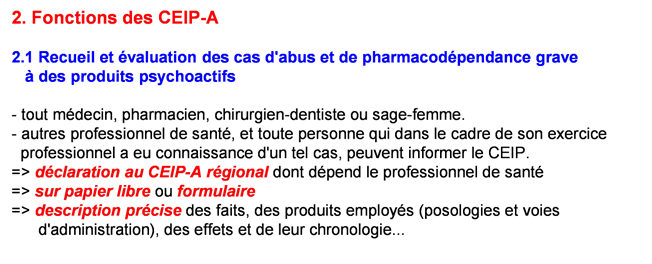 2. Fonctions des CEIP-A
2.1 Recueil et évaluation des cas d'abus et de pharmacodépendance grave
à des produits psychoactifs
- tout médecin, pharmacien, chirurgien-dentiste ou sage-femme.
- autres professionnel de santé, et toute personne qui dans le cadre de son exercice
professionnel a eu connaissance d'un tel cas, peuvent informer le CEIP.
=> déclaration au CEIP-A régional dont dépend le professionnel de santé
=> sur papier libre ou formulaire
=> description précise des faits, des produits employés (posologies et voies
d'administration), des effets et de leur chronologie...